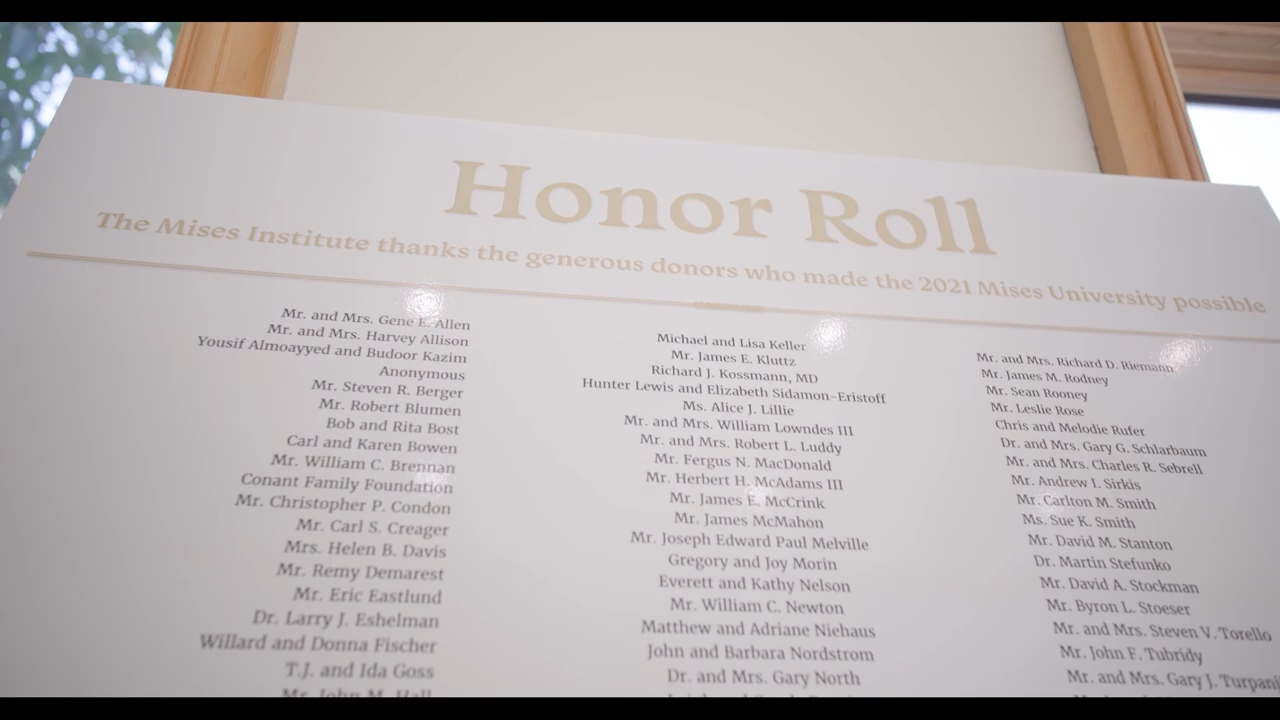 Honor Roll
The Mises Institute thanks the generous donors who made the 2021 Mises University possible
Mr. and Mrs. Gene E. Allen
Mr. and Mrs. Harvey Allison
Yousif Almoayyed and Budoor Kazim
Anonymous
Mr. Steven R. Berger
Mr. Robert Blumen
Bob and Rita Bost
Carl and Karen Bowen
Mr. William C. Brennan
Conant Family Foundation
Mr. Christopher P. Condon
Mr. Carl S. Creager
Mrs. Helen B. Davis
Mr. Remy Demarest
Mr. Eric Eastlund
Dr. Larry J. Eshelman
Willard and Donna Fischer
T.J. and Ida Goss
Mr. John M. Hall
Michael and Lisa Keller
Mr. James E. Kluttz
Richard J. Kossmann, MD
Hunter Lewis and Elizabeth Sidamon-Eristoff
Ms. Alice J. Lillie
Mr. and Mrs. William Lowndes III
Mr. and Mrs. Robert L. Luddy
Mr. Fergus N. MacDonald
Mr. Herbert H. McAdams III
Mr. James E. McCrink
Mr. James McMahon
Mr. Joseph Edward Paul Melville
Gregory and Joy Morin
Everett and Kathy Nelson
Mr. William C. Newton
Matthew and Adriane Niehaus
John and Barbara Nordstrom
Dr. and Mrs. Gary North
Mr. and Mrs. Richard D. Riemann
Mr. James M. Rodney
Mr. Sean Rooney
Mr. Leslie Rose
Chris and Melodie Rufer
Dr. and Mrs. Gary G. Schlarbaum
Mr. and Mrs. Charles R. Sebrell
Mr. Andrew I. Sirkis
Mr. Carlton M. Smith
Ms. Sue K. Smith
Mr. David M. Stanton
Dr. Martin Stefunko
Mr. David A. Stockman
Mr. Byron L. Stoeser
Mr. and Mrs. Steven V. Torello
Mr. John F. Tubridy
Mr. and Mrs. Gary J. Turpani